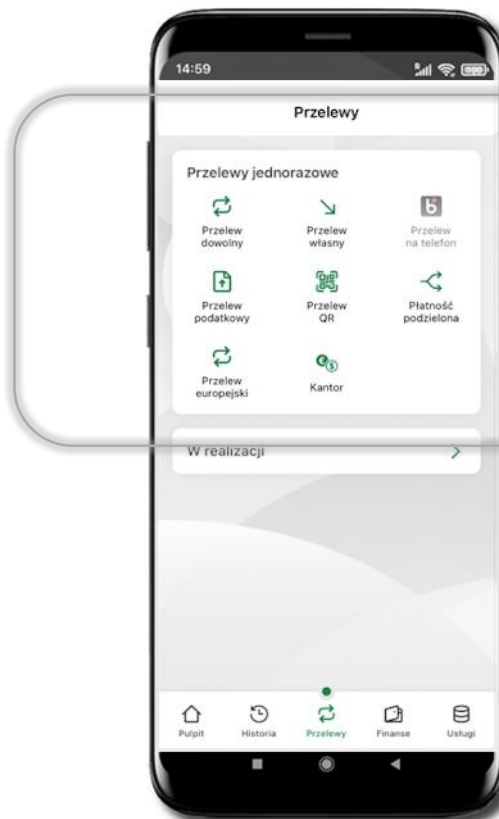 14:59
Przelewy
Przelewy jednorazowe
Przelew
dowolny
Przelew
własny
Przelew
na telefon
Przelew
podatkowy
Przelew
QR
Płatność
podzielona
Przelew
europejski
Kantor
W realizacji
Pulpit
Historia
Przelewy
Finanse
Usługi